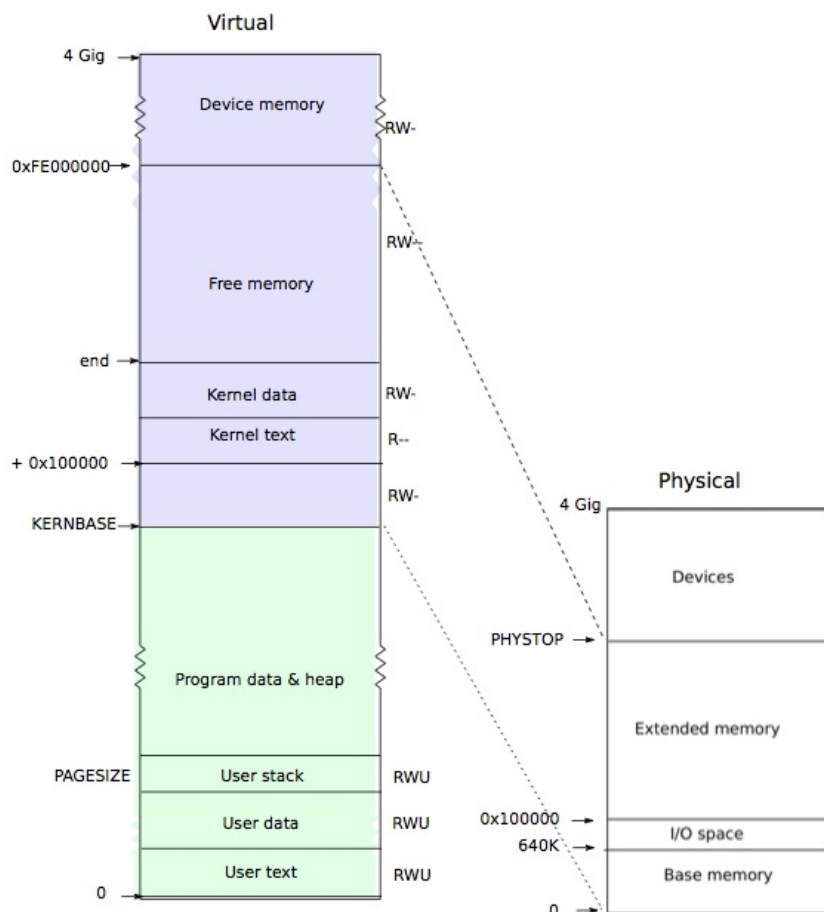 Virtual
4 Gig
Device memory
RW-
0xFE000000
RW--
Free memory
end
Kernel data
RW-
Kernel text
R--
+ 0x100000
RW-
KERNBASE
Program data & heap
PAGESIZE
User stack
RWU
User data
RWU
User text
RWU
0
Physical
4 Gig
Devices
PHYSTOP
Extended memory
0x100000
I/O space
640K
Base memory
0